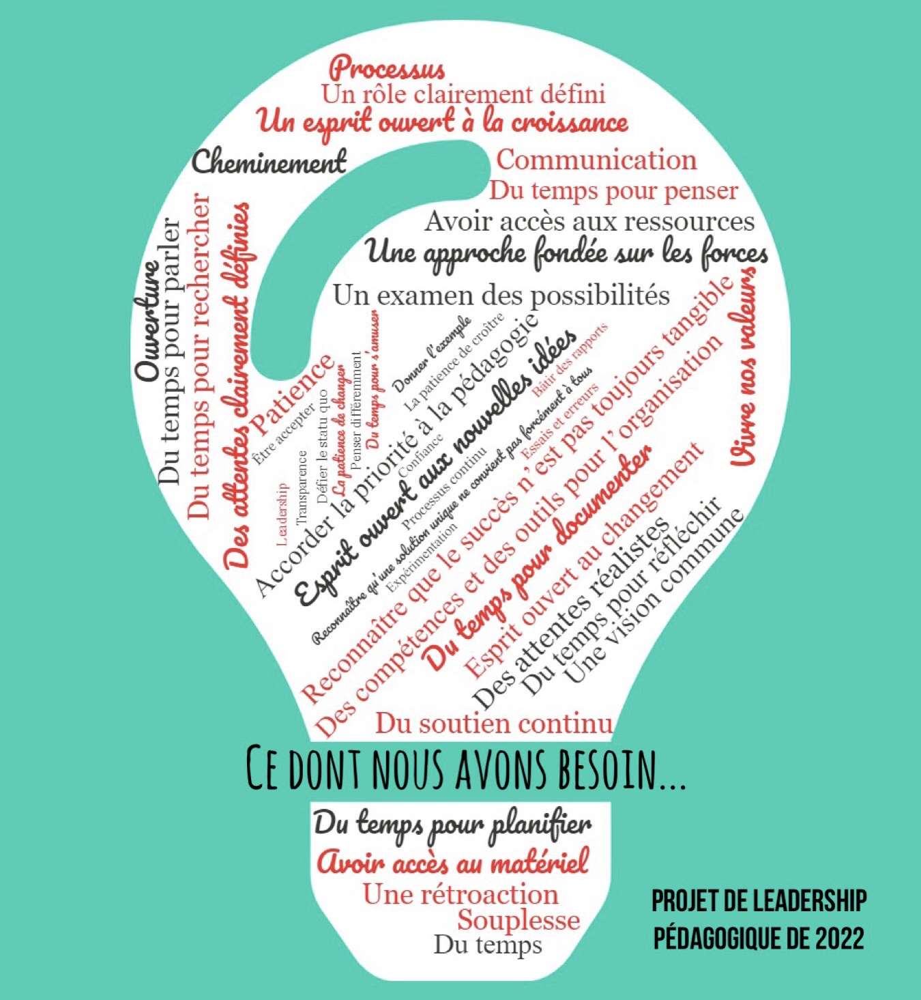 Processus
Un rôle clairement défini
Un esprit ouvert à la croissance
Cheminement
Communication
Du temps pour penser
Avoir accès aux ressources
Une approche fondée sur les forces
Un examen des possibilités
Ouverture
Du temps pour parler
Du temps pour rechercher
Des attentes clairement définies
Patience
Être accepter
Leadership
Transparence
Défier le statu quo
La patience de changer
Penser différemment
Du temps pour s'amuser
Donner l'exemple
La patience de croître
Accorder la priorité à la pédagogie
Confiance
Esprit ouvert aux nouvelles idées
Bâtir des rapports
Processus continu
Reconnaître qu'une solution unique ne convient pas forcément à tous
Expérimentation
Essais et erreurs
Reconnaître que le succès n'est pas toujours tangible
Des compétences et des outils pour l'organisation
Vivre nos valeurs
Du temps pour documenter
Esprit ouvert au changement
Des attentes réalistes
Du temps pour réfléchir
Une vision commune
Du soutien continu
Ce dont nous avons besoin...
Du temps pour planifier
Avoir accès au matériel
Une rétroaction
Souplesse
Du temps
PROJET DE LEADERSHIP
PÉDAGOGIQUE DE 2022